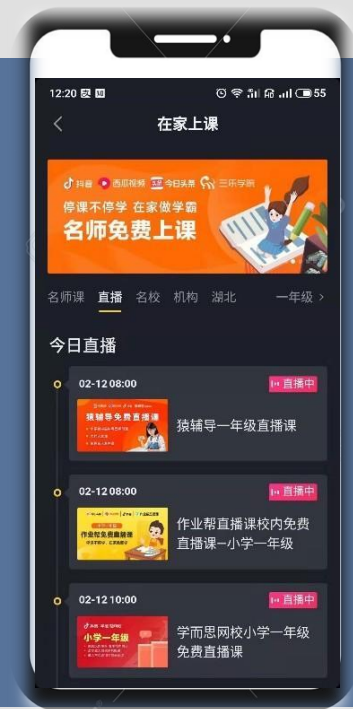 12:20
55
在家上课
抖音 西瓜视频 今日头条 三乐学院
停课不停学 在家做学霸
名师免费上课
名师课 直播 名校 机构 湖北 一年级 >
今日直播
02-12 08:00
直播中
猿辅导免费直播课
猿辅导一年级直播课
02-12 08:00
直播中
作业帮免费直播课
作业帮直播课校内免费
直播课-小学一年级
02-12 10:00
直播中
小学一年级
学而思网校小学一年级
免费直播课